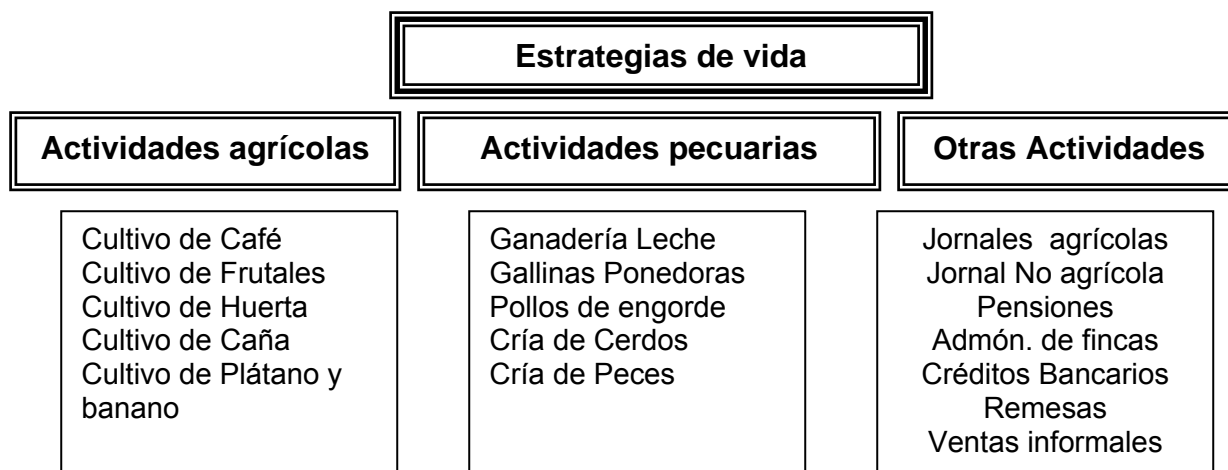 Estrategias de vida
Actividades agrícolas
Actividades pecuarias
Otras Actividades
Cultivo de Café
Cultivo de Frutales
Cultivo de Huerta
Cultivo de Caña
Cultivo de Plátano y
banano
Ganadería Leche
Gallinas Ponedoras
Pollos de engorde
Cría de Cerdos
Cría de Peces
Jornales  agrícolas
Jornal No agrícola
Pensiones
Admón. de fincas
Créditos Bancarios
Remesas
Ventas informales